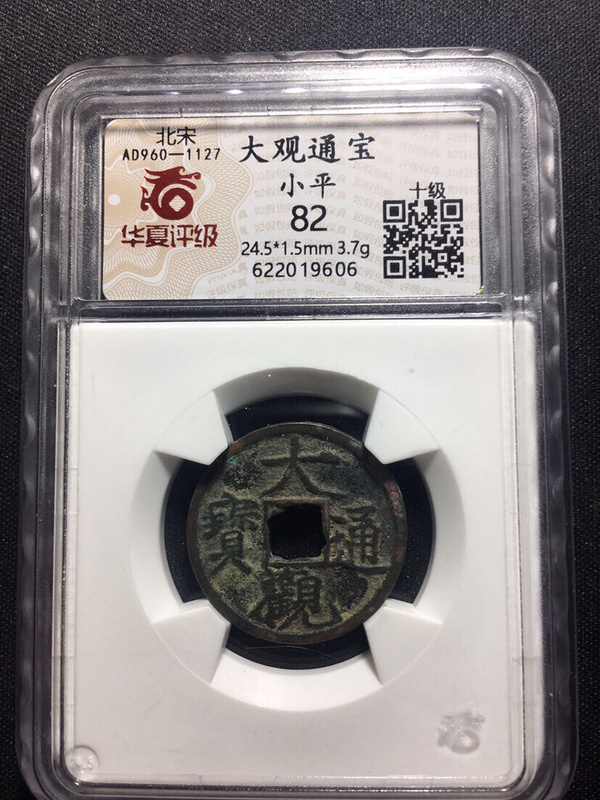 北宋
AD960—1127
华夏评级
大观通宝
小平
82
24.5*1.5mm 3.7g
622019606
十级
大觀通寶